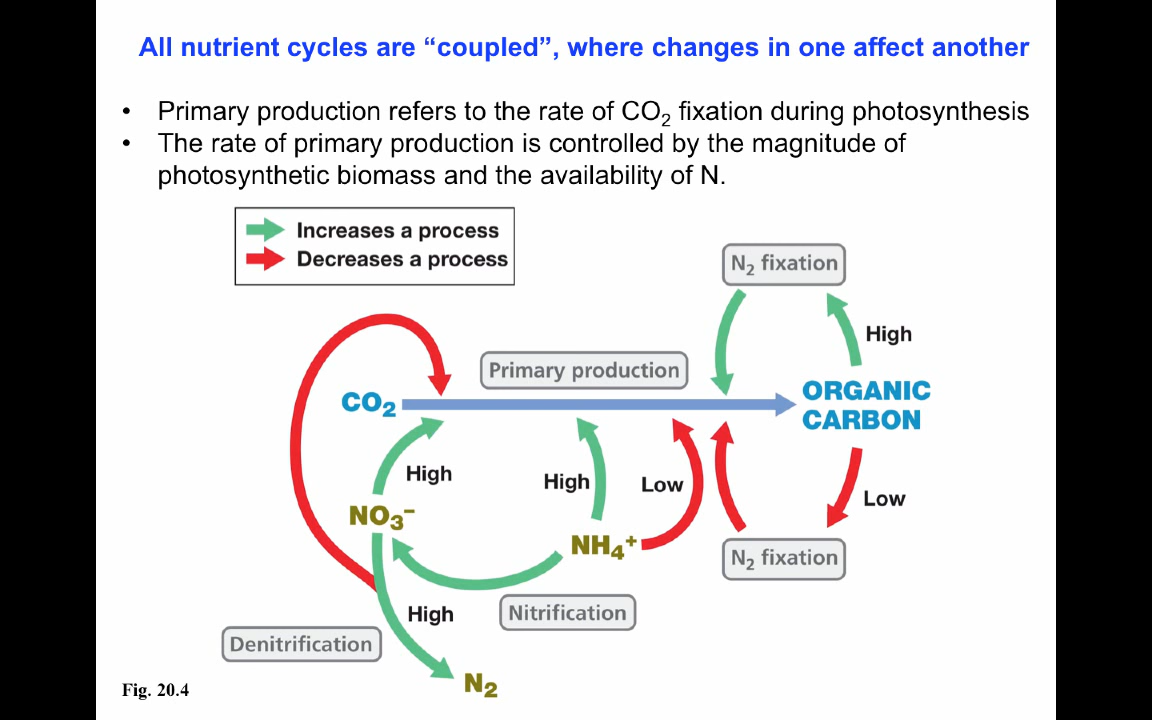 All nutrient cycles are “coupled”, where changes in one affect another
• Primary production refers to the rate of CO₂ fixation during photosynthesis
• The rate of primary production is controlled by the magnitude of
photosynthetic biomass and the availability of N.
Increases a process
Decreases a process
N₂ fixation
High
Primary production
CO₂
ORGANIC
CARBON
High
High
Low
Low
NO₃⁻
NH₄⁺
N₂ fixation
High
Nitrification
Denitrification
N₂
Fig. 20.4